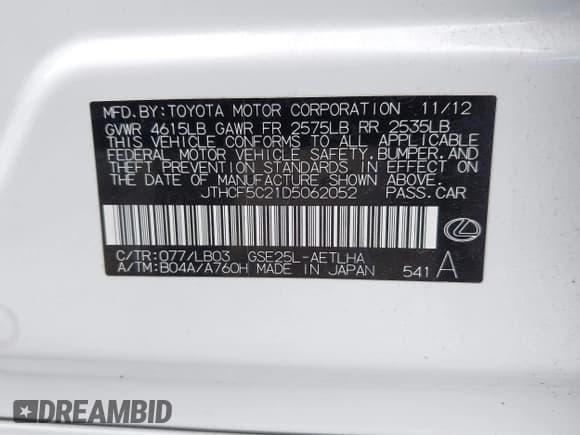 MFD. BY: TOYOTA MOTOR CORPORATION 11/12
GVWR 4615LB GAWR FR 2575LB RR 2535LB
THIS VEHICLE CONFORMS TO ALL APPLICABLE
FEDERAL MOTOR VEHICLE SAFETY, BUMPER, AND
THEFT PREVENTION STANDARDS IN EFFECT ON
THE DATE OF MANUFACTURE SHOWN ABOVE.
JTHCF5C21D5062052 PASS. CAR
C/TR: 077/LB03 GSE25L-AETLHA
A/TM: B04A/A760H MADE IN JAPAN 541 A
DREAMBID